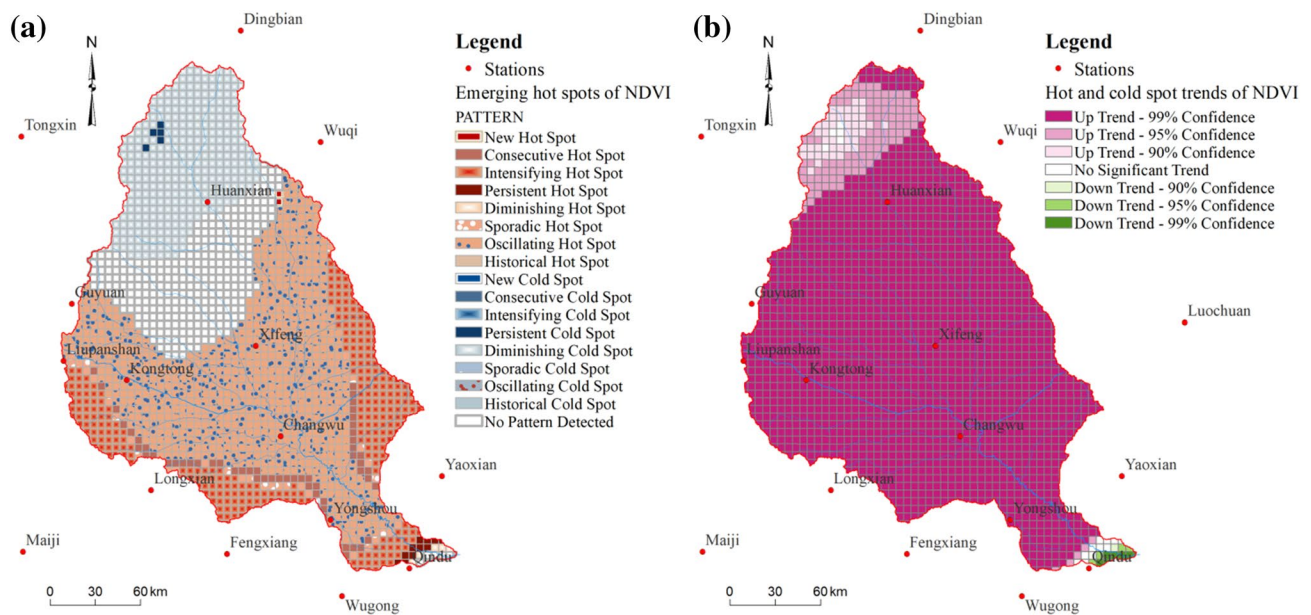 (a)
N
Dingbian
Tongxin
Wuqi
Huanxian
Guyuan
Xifeng
Liupanshan
Kongtong
Changwu
Yaoxian
Longxian
Yongshou
Maiji
Fengxiang
Qindu
Wugong
0 30 60 km
Legend
Stations
Emerging hot spots of NDVI
PATTERN
New Hot Spot
Consecutive Hot Spot
Intensifying Hot Spot
Persistent Hot Spot
Diminishing Hot Spot
Sporadic Hot Spot
Oscillating Hot Spot
Historical Hot Spot
New Cold Spot
Consecutive Cold Spot
Intensifying Cold Spot
Persistent Cold Spot
Diminishing Cold Spot
Sporadic Cold Spot
Oscillating Cold Spot
Historical Cold Spot
No Pattern Detected
(b)
N
Dingbian
Tongxin
Wuqi
Huanxian
Guyuan
Luochuan
Xifeng
Liupanshan
Kongtong
Changwu
Yaoxian
Longxian
Yongshou
Maiji
Fengxiang
Qindu
Wugong
0 30 60 km
Legend
Stations
Hot and cold spot trends of NDVI
Up Trend - 99% Confidence
Up Trend - 95% Confidence
Up Trend - 90% Confidence
No Significant Trend
Down Trend - 90% Confidence
Down Trend - 95% Confidence
Down Trend - 99% Confidence